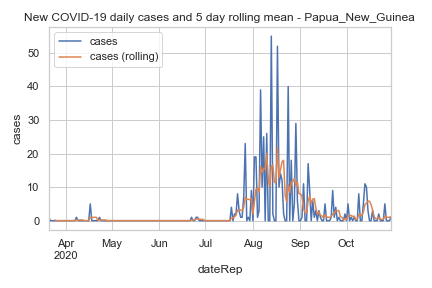 New COVID-19 daily cases and 5 day rolling mean - Papua_New_Guinea
cases
cases (rolling)
50
40
30
20
10
0
cases
Apr May Jun Jul Aug Sep Oct
2020
dateRep